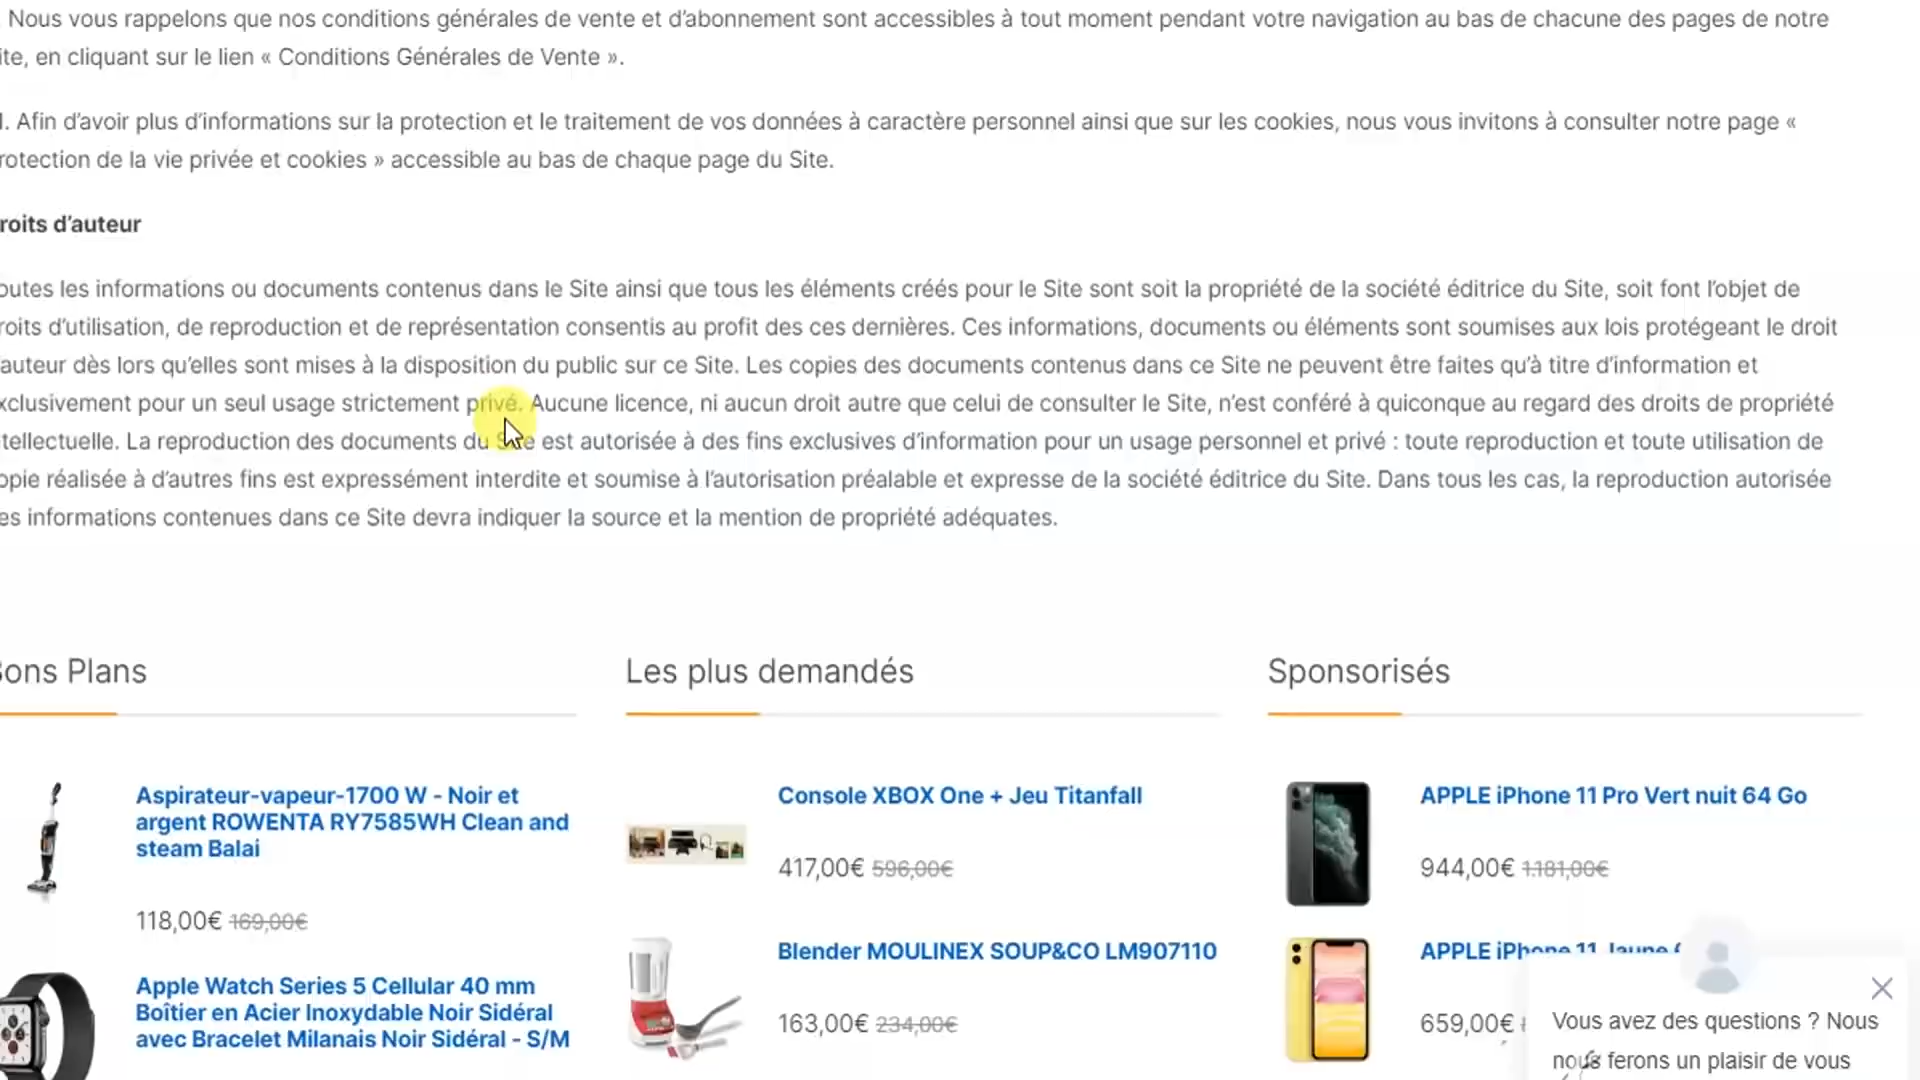 Nous vous rappelons que nos conditions générales de vente et d’abonnement sont accessibles à tout moment pendant votre navigation au bas de chacune des pages de notre
ite, en cliquant sur le lien « Conditions Générales de Vente ».
. Afin d’avoir plus d’informations sur la protection et le traitement de vos données à caractère personnel ainsi que sur les cookies, nous vous invitons à consulter notre page «
rotection de la vie privée et cookies » accessible au bas de chaque page du Site.
roits d’auteur
outes les informations ou documents contenus dans le Site ainsi que tous les éléments créés pour le Site sont soit la propriété de la société éditrice du Site, soit font l’objet de
roits d’utilisation, de reproduction et de représentation consentis au profit des ces dernières. Ces informations, documents ou éléments sont soumises aux lois protégeant le droit
’auteur dès lors qu’elles sont mises à la disposition du public sur ce Site. Les copies des documents contenus dans ce Site ne peuvent être faites qu’à titre d’information et
xclusivement pour un seul usage strictement privé. Aucune licence, ni aucun droit autre que celui de consulter le Site, n’est conféré à quiconque au regard des droits de propriété
tellectuelle. La reproduction des documents du Site est autorisée à des fins exclusives d’information pour un usage personnel et privé : toute reproduction et toute utilisation de
opie réalisée à d’autres fins est expressément interdite et soumise à l’autorisation préalable et expresse de la société éditrice du Site. Dans tous les cas, la reproduction autorisée
es informations contenues dans ce Site devra indiquer la source et la mention de propriété adéquates.
ons Plans
Aspirateur-vapeur-1700 W - Noir et
argent ROWENTA RY7585WH Clean and
steam Balai
118,00€ 169,00€
Apple Watch Series 5 Cellular 40 mm
Boîtier en Acier Inoxydable Noir Sidéral
avec Bracelet Milanais Noir Sidéral - S/M
Les plus demandés
Console XBOX One + Jeu Titanfall
417,00€ 596,00€
Blender MOULINEX SOUP&CO LM907110
163,00€ 234,00€
Sponsorisés
APPLE iPhone 11 Pro Vert nuit 64 Go
944,00€ 1.181,00€
APPLE iPhone 11 Jaune
659,00€
Vous avez des questions ? Nous
nous ferons un plaisir de vous